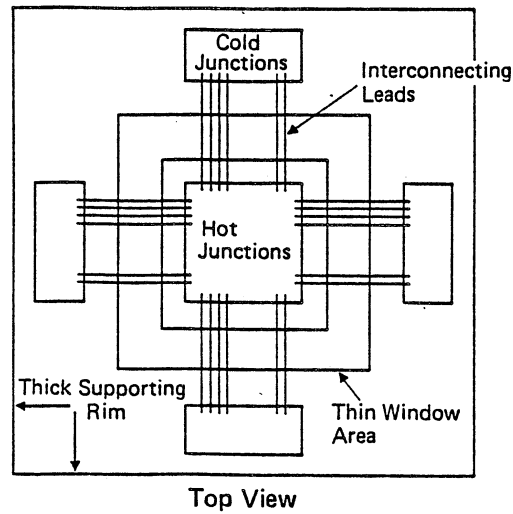 Cold
Junctions
Interconnecting
Leads
Hot
Junctions
Thick Supporting
Rim
Thin Window
Area
Top View